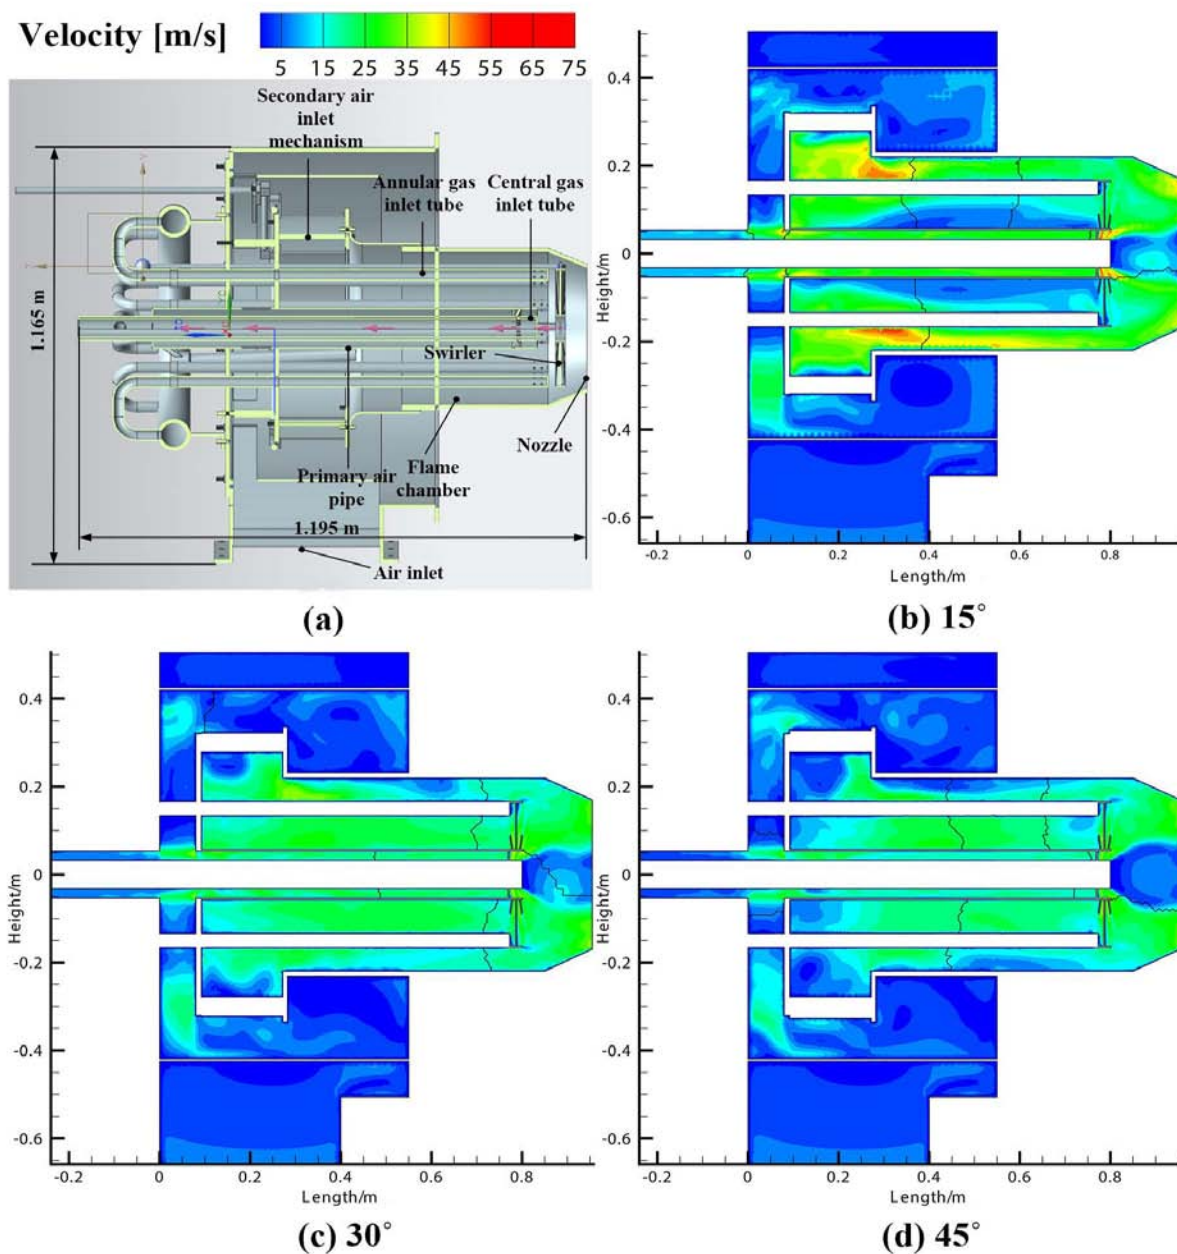 Velocity [m/s]
5 15 25 35 45 55 65 75
Secondary air
inlet
mechanism
Annular gas
inlet tube
Central gas
inlet tube
1.165 m
Swirler
Nozzle
Primary air
pipe
Flame
chamber
1.195 m
Air inlet
(a)
0.4
0.2
0
-0.2
-0.4
-0.6
Height/m
-0.2 0 0.2 0.4 0.6 0.8
Length/m
(b) 15°
0.4
0.2
0
-0.2
-0.4
-0.6
Height/m
-0.2 0 0.2 0.4 0.6 0.8
Length/m
(c) 30°
0.4
0.2
0
-0.2
-0.4
-0.6
Height/m
-0.2 0 0.2 0.4 0.6 0.8
Length/m
(d) 45°